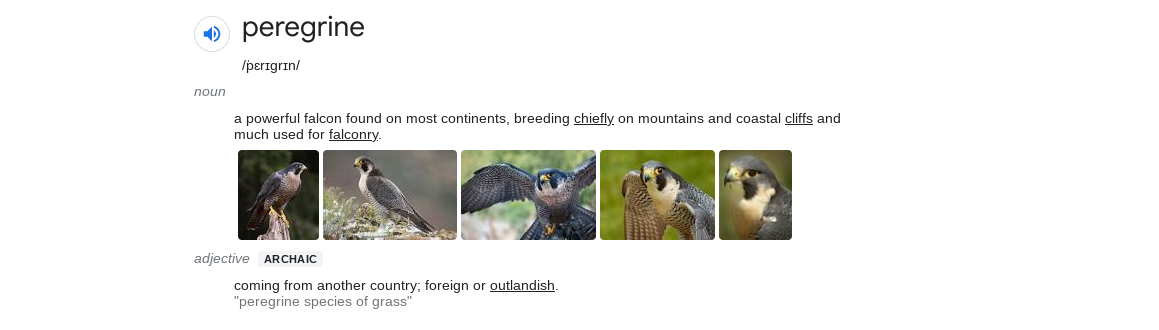 peregrine
/ˈpɛrɪɡrɪn/
noun
a powerful falcon found on most continents, breeding chiefly on mountains and coastal cliffs and
much used for falconry.
adjective ARCHAIC
coming from another country; foreign or outlandish.
"peregrine species of grass"